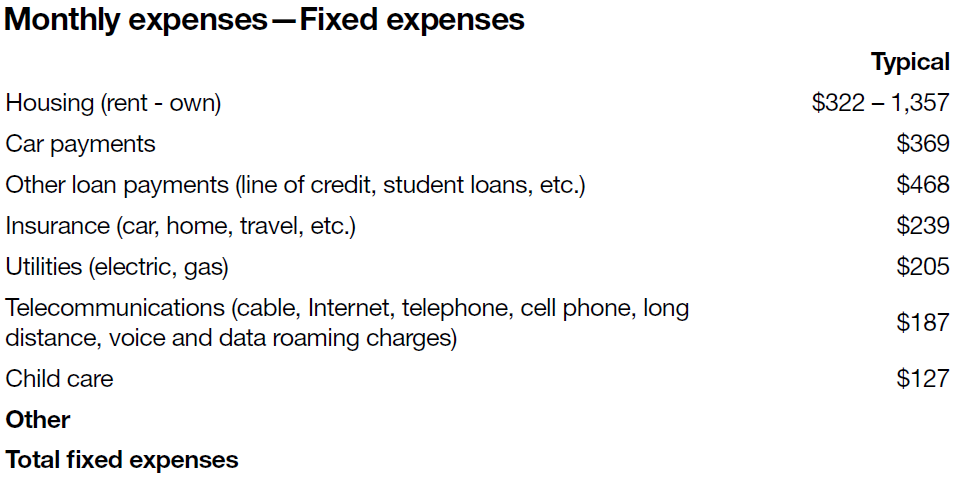 Monthly expenses—Fixed expenses
Typical
Housing (rent - own) $322 – 1,357
Car payments $369
Other loan payments (line of credit, student loans, etc.) $468
Insurance (car, home, travel, etc.) $239
Utilities (electric, gas) $205
Telecommunications (cable, Internet, telephone, cell phone, long
distance, voice and data roaming charges) $187
Child care $127
Other
Total fixed expenses